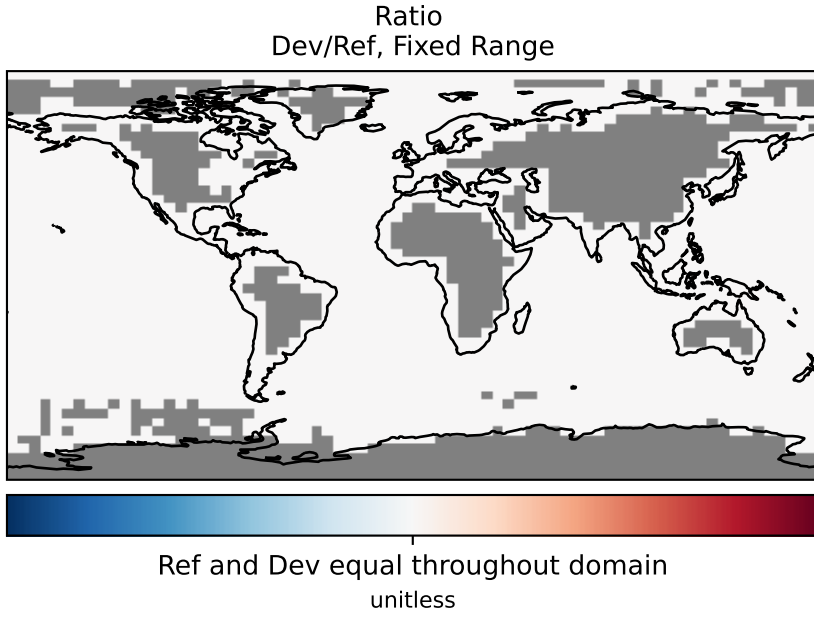 Ratio
Dev/Ref, Fixed Range
Ref and Dev equal throughout domain
unitless